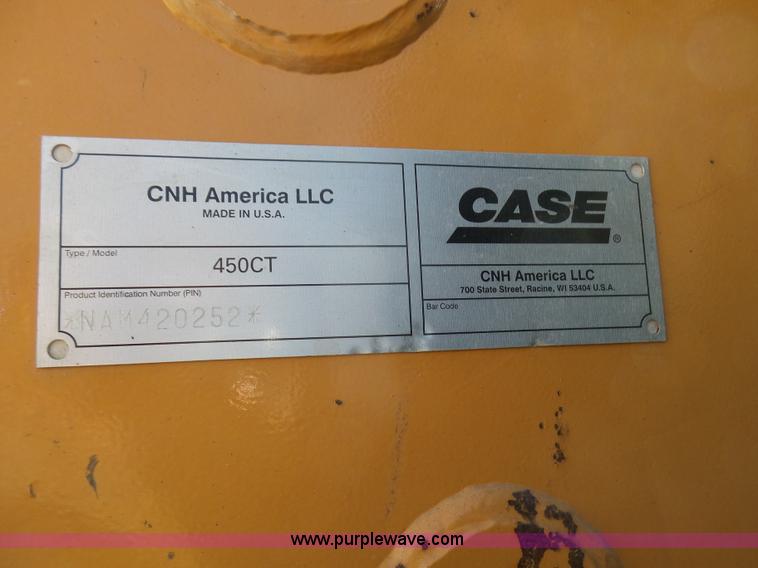 CNH America LLC
MADE IN U.S.A.
Type / Model
450CT
Product Identification Number (PIN)
*NAM420252*
CASE
®
CNH America LLC
700 State Street, Racine, WI 53404 U.S.A.
Bar Code
www.purplewave.com